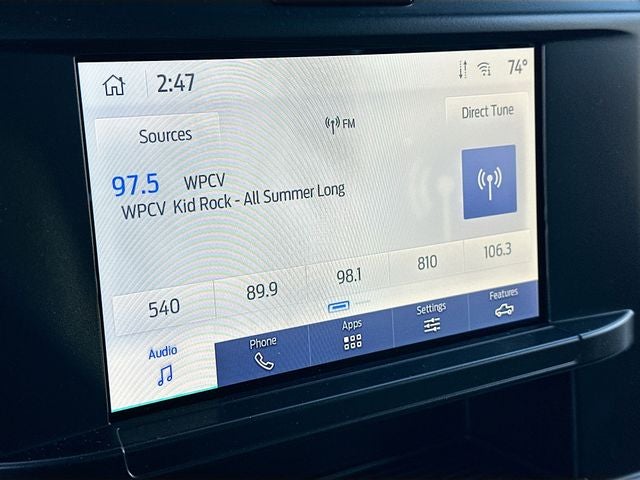 2:47
74°
Sources
FM
Direct Tune
97.5 WPCV
WPCV Kid Rock - All Summer Long
540 89.9 98.1 810 106.3
Audio Phone Apps Settings Features